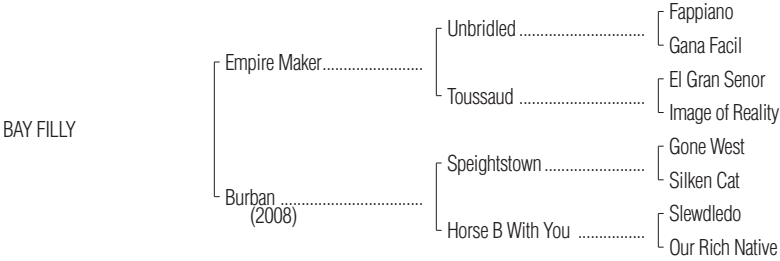 Fappiano
Unbridled
Gana Facil
Empire Maker
El Gran Senor
Toussaud
Image of Reality
BAY FILLY
Gone West
Speightstown
Silken Cat
Burban
(2008)
Slewdledo
Horse B With You
Our Rich Native